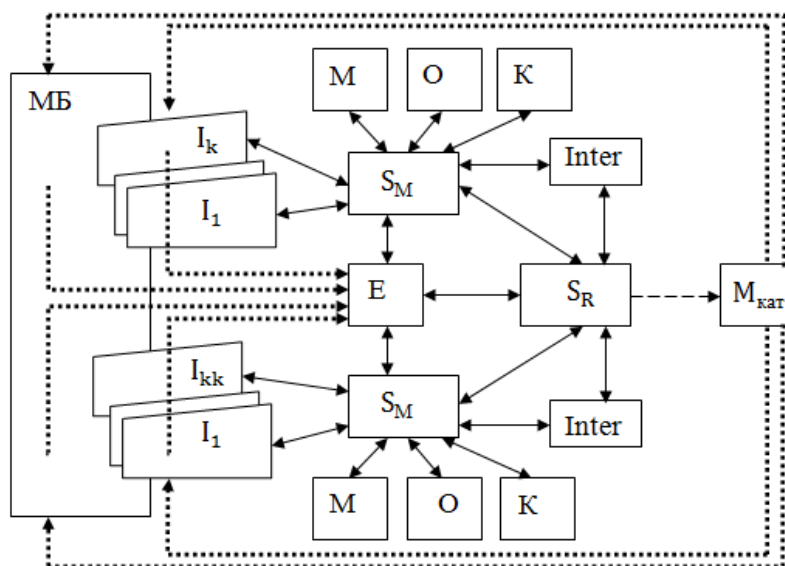 М О К
МБ
Ik Inter
SM
I1
E SR Mкат
Ikk
SM
I1 Inter
М О К